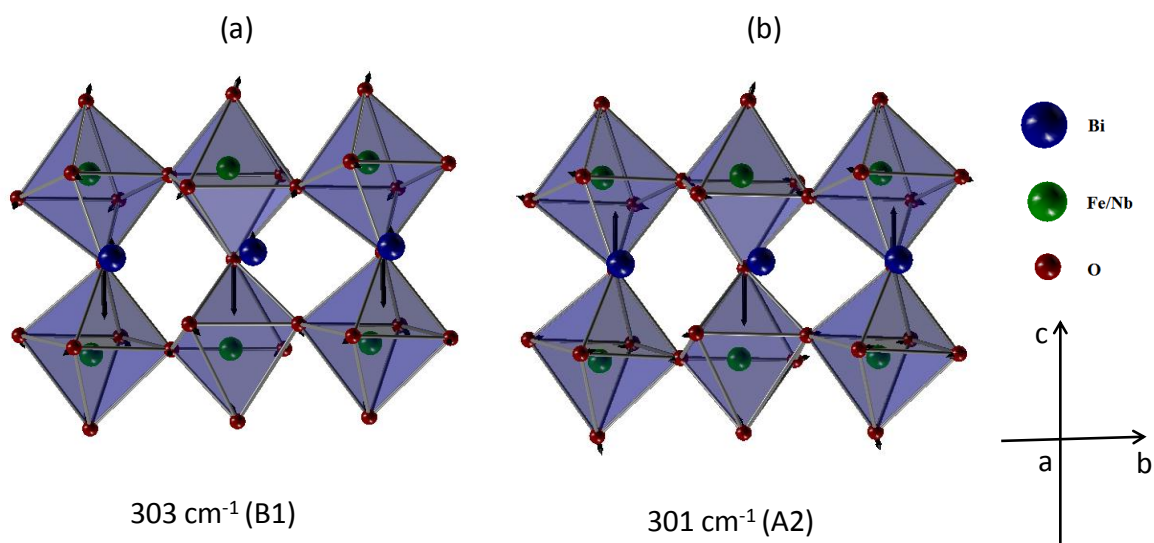 (a)
(b)
Bi
Fe/Nb
O
c
a
b
303 cm-1 (B1)
301 cm-1 (A2)